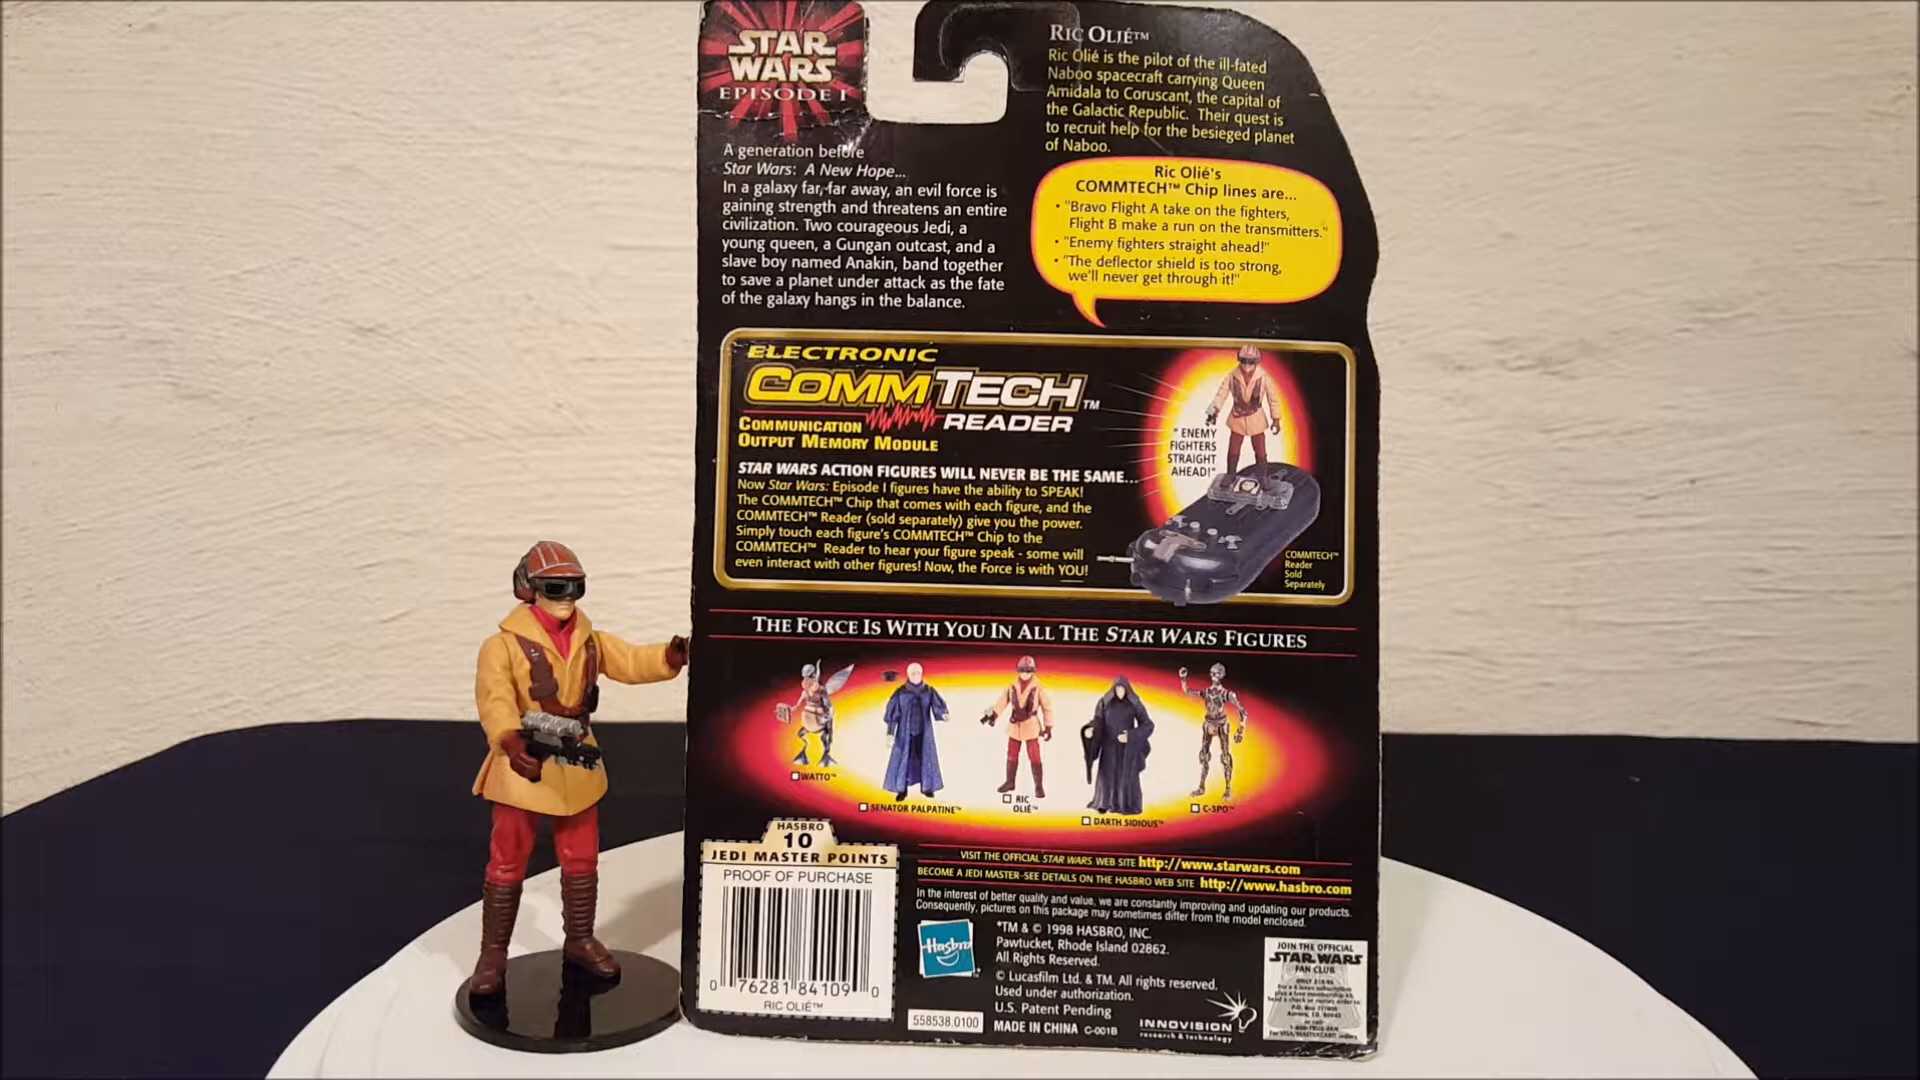 STAR
WARS
EPISODE I
A generation before
Star Wars: A New Hope...
In a galaxy far, far away, an evil force is
gaining strength and threatens an entire
civilization. Two courageous Jedi, a
young queen, a Gungan outcast, and a
slave boy named Anakin, band together
to save a planet under attack as the fate
of the galaxy hangs in the balance.
RIC OLIÉ™
Ric Olié is the pilot of the ill-fated
Naboo spacecraft carrying Queen
Amidala to Coruscant, the capital of
the Galactic Republic. Their quest is
to recruit help for the besieged planet
of Naboo.
Ric Olié's
COMMTECH™ Chip lines are...
• "Bravo Flight A take on the fighters,
Flight B make a run on the transmitters."
• "Enemy fighters straight ahead!"
• "The deflector shield is too strong,
we'll never get through it!"
ELECTRONIC
COMMTECH™
READER
COMMUNICATION
OUTPUT MEMORY MODULE
STAR WARS ACTION FIGURES WILL NEVER BE THE SAME...
Now Star Wars: Episode I figures have the ability to SPEAK!
The COMMTECH™ Chip that comes with each figure, and the
COMMTECH™ Reader (sold separately) give you the power.
Simply touch each figure's COMMTECH™ Chip to the
COMMTECH™ Reader to hear your figure speak - some will
even interact with other figures! Now, the Force is with YOU!
"ENEMY
FIGHTERS
STRAIGHT
AHEAD!"
COMMTECH™
Reader
Sold
Separately
THE FORCE IS WITH YOU IN ALL THE STAR WARS FIGURES
WATTO™
SENATOR PALPATINE™
RIC
OLIÉ™
DARTH SIDIOUS™
C-3PO™
HASBRO
10
JEDI MASTER POINTS
PROOF OF PURCHASE
0 76281 84109 0
RIC OLIÉ™
VISIT THE OFFICIAL STAR WARS WEB SITE http://www.starwars.com
BECOME A JEDI MASTER-SEE DETAILS ON THE HASBRO WEB SITE http://www.hasbro.com
In the interest of better quality and value, we are constantly improving and updating our products.
Consequently, pictures on this package may sometimes differ from the model enclosed.
Hasbro
*TM & © 1998 HASBRO, INC.
Pawtucket, Rhode Island 02862.
All Rights Reserved.
© Lucasfilm Ltd. & TM. All rights reserved.
Used under authorization.
U.S. Patent Pending
558538.0100
MADE IN CHINA C-001B
INNOVISION
research & technology
JOIN THE OFFICIAL
STAR WARS
FAN CLUB